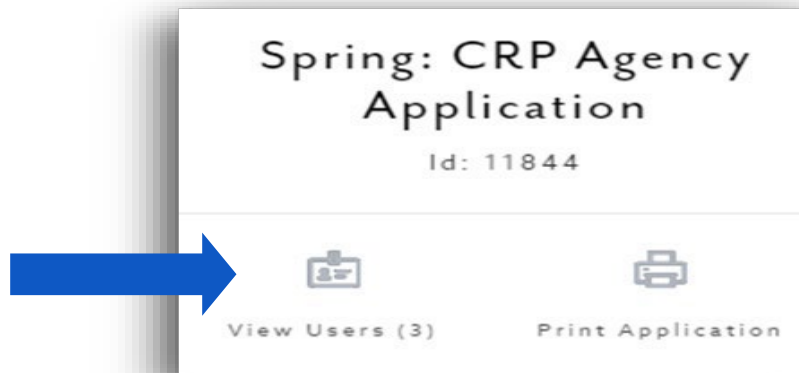 Spring: CRP Agency
Application
Id: 11844
View Users (3)
Print Application